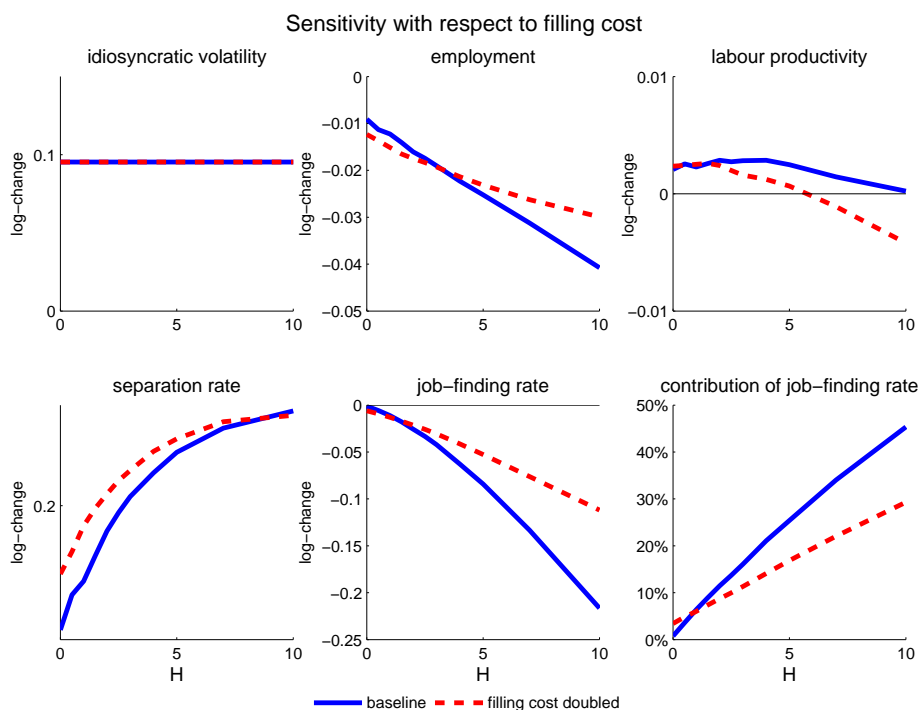 Sensitivity with respect to filling cost
idiosyncratic volatility
log−change
0.1
0
0
5
10
employment
log−change
0
−0.01
−0.02
−0.03
−0.04
−0.05
0
5
10
labour productivity
log−change
0.01
0
−0.01
0
5
10
separation rate
log−change
0.2
0
5
10
H
job−finding rate
log−change
0
−0.05
−0.1
−0.15
−0.2
−0.25
0
5
10
H
contribution of job−finding rate
50%
40%
30%
20%
10%
0%
0
5
10
H
baseline
filling cost doubled